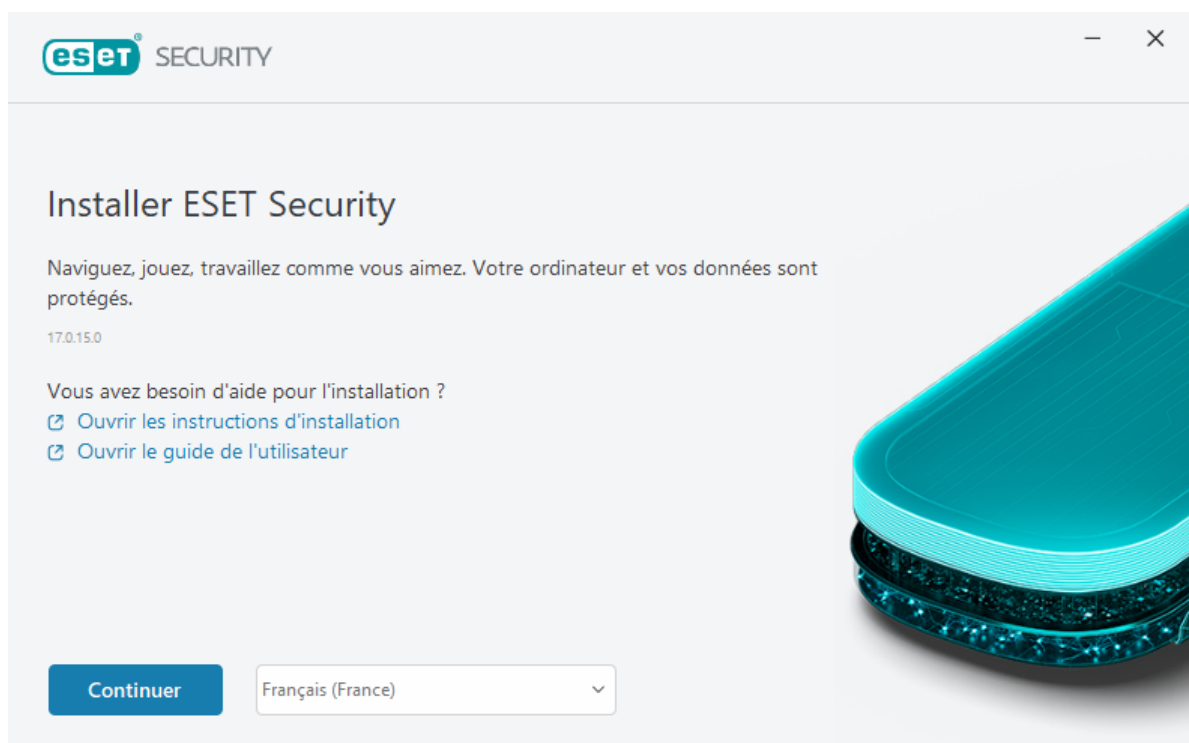 eset® SECURITY
Installer ESET Security
Naviguez, jouez, travaillez comme vous aimez. Votre ordinateur et vos données sont
protégés.
17.0.15.0
Vous avez besoin d'aide pour l'installation ?
Ouvrir les instructions d'installation
Ouvrir le guide de l'utilisateur
Continuer
Français (France)